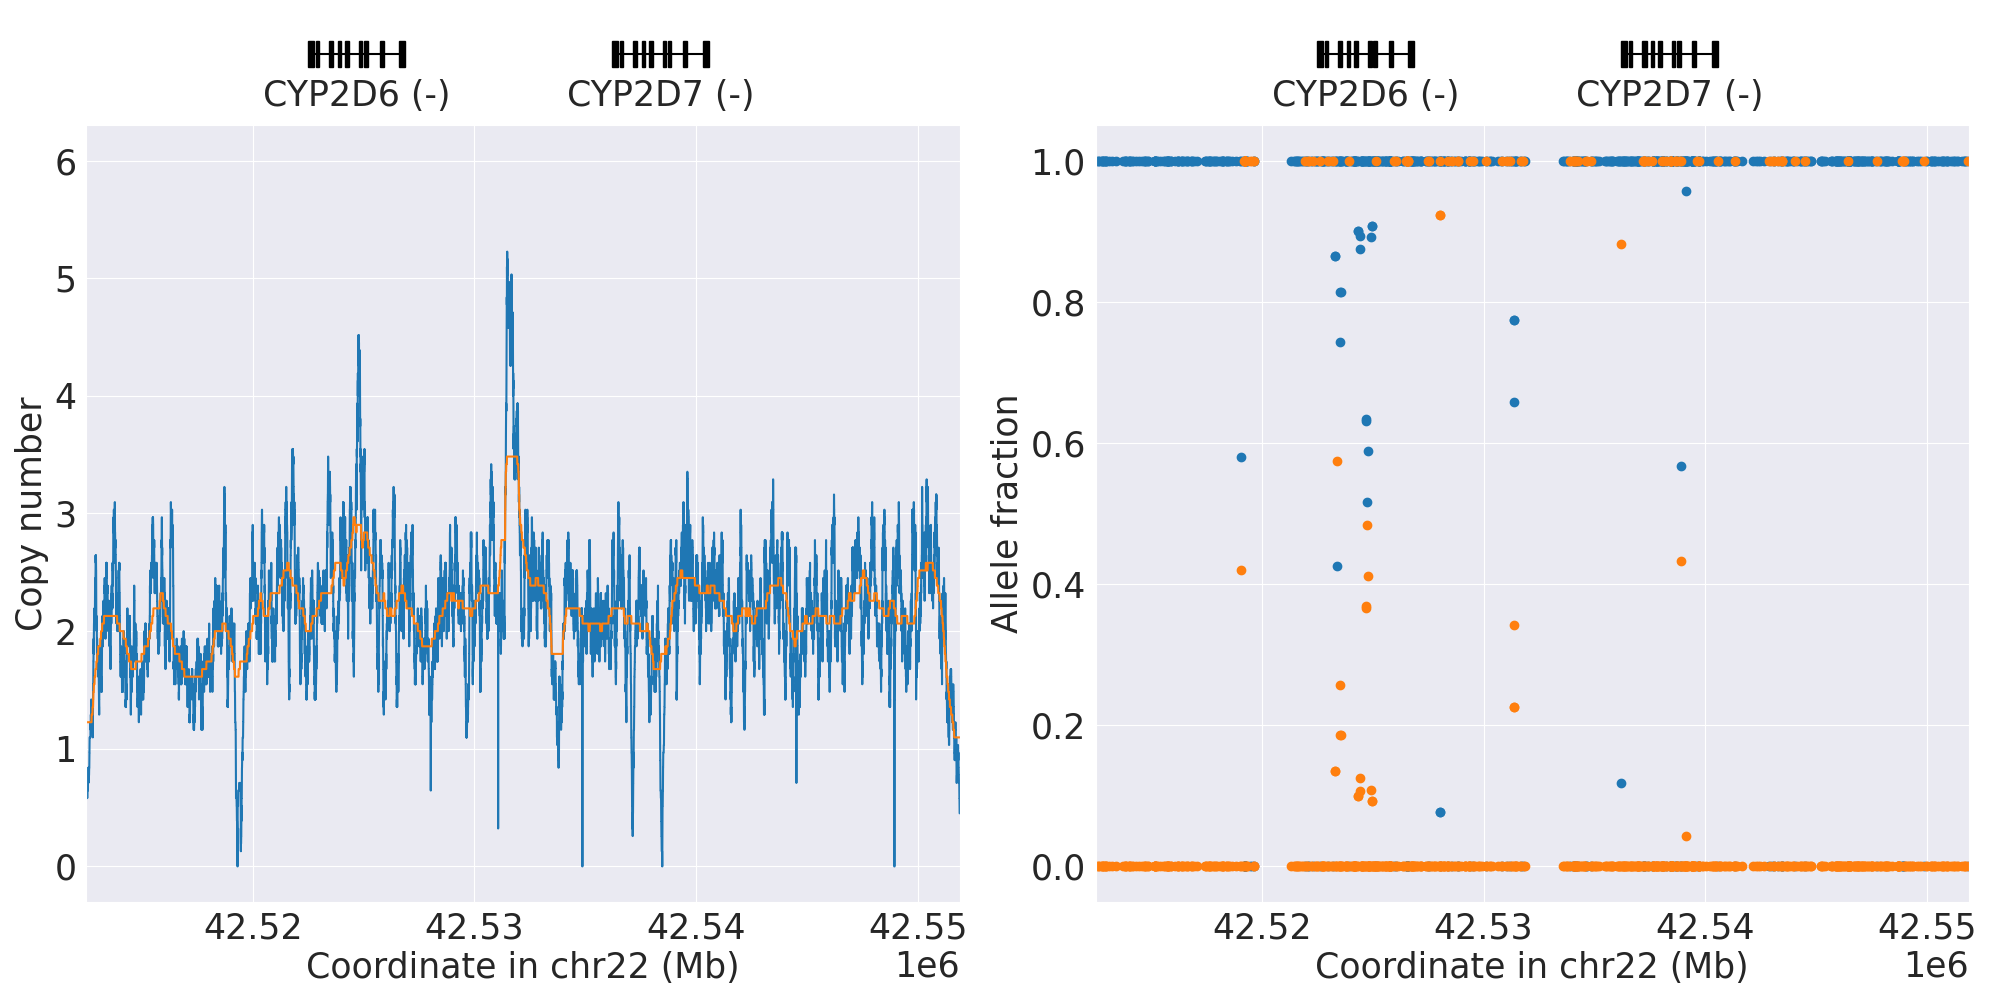 CYP2D6 (-)
CYP2D7 (-)
6
5
4
3
2
1
0
Copy number
42.52
42.53
42.54
42.55
Coordinate in chr22 (Mb)
1e6
CYP2D6 (-)
CYP2D7 (-)
1.0
0.8
0.6
0.4
0.2
0.0
Allele fraction
42.52
42.53
42.54
42.55
Coordinate in chr22 (Mb)
1e6